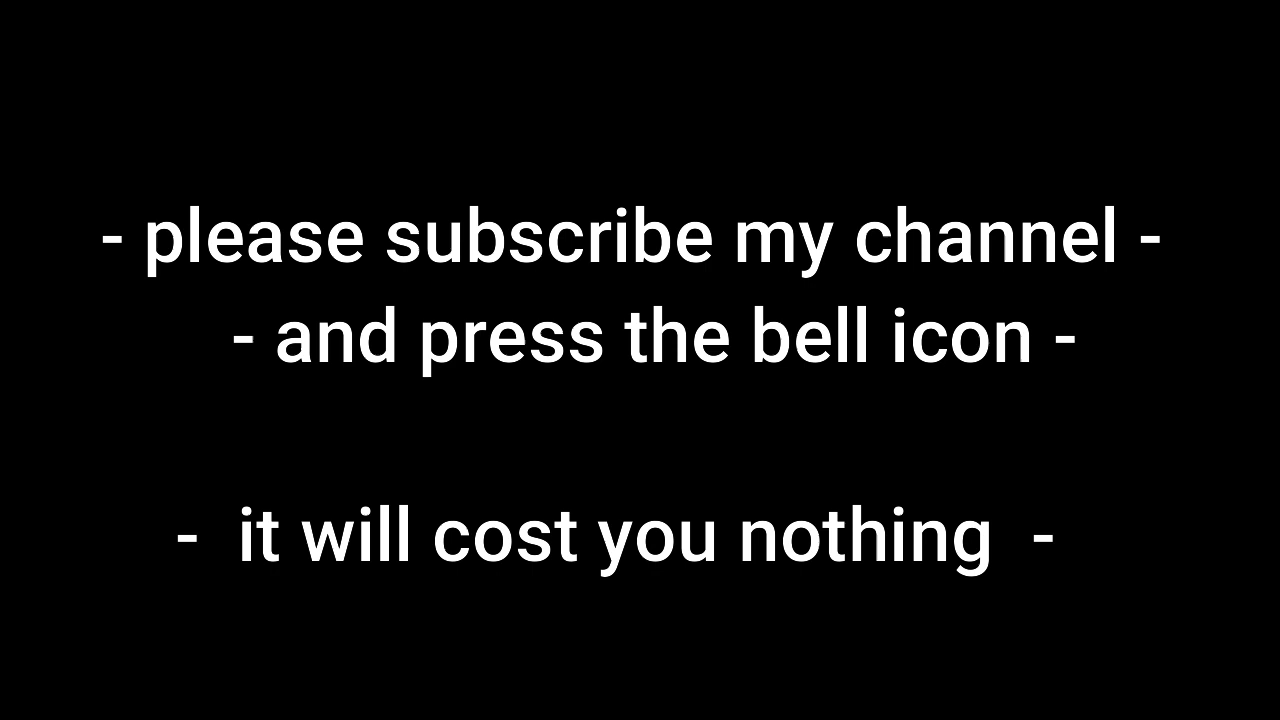 - please subscribe my channel -
- and press the bell icon -
- it will cost you nothing -